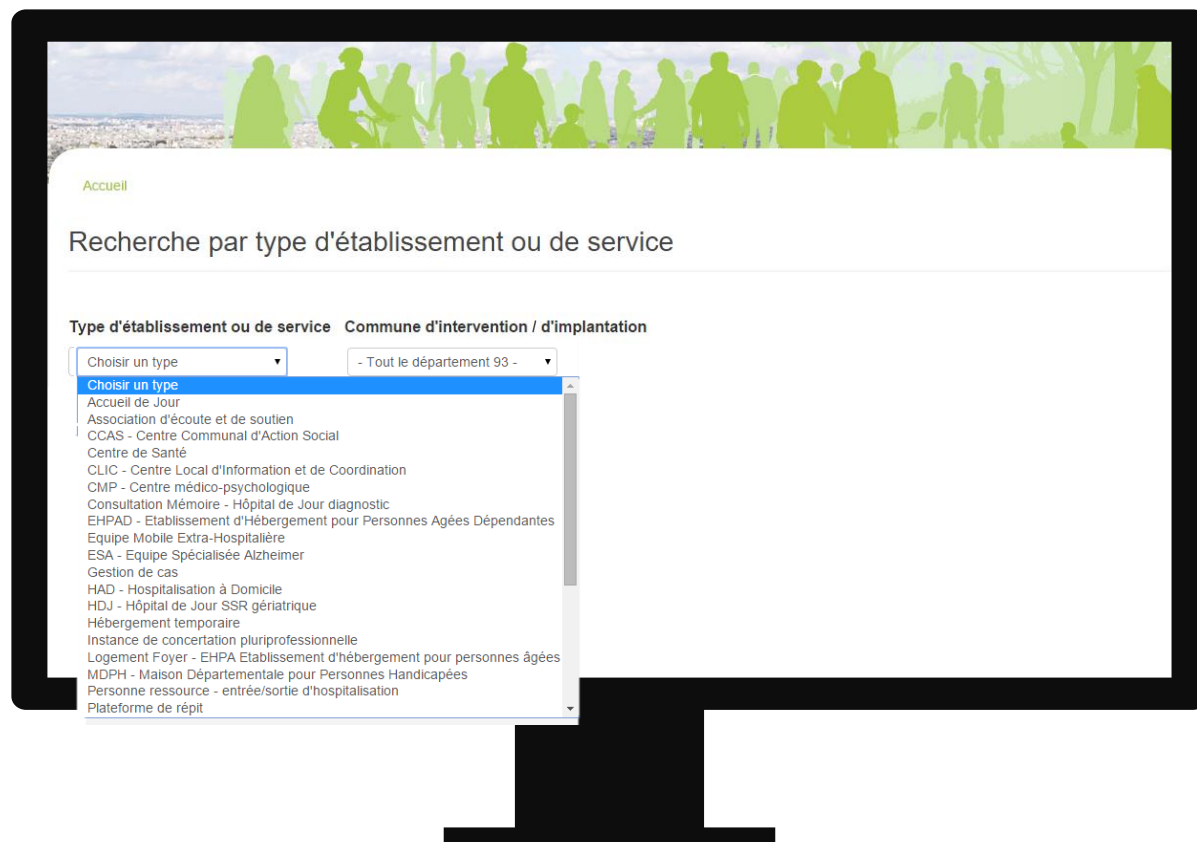 Accueil
Recherche par type d'établissement ou de service
Type d'établissement ou de service Commune d'intervention / d'implantation
Choisir un type - Tout le département 93 -
Choisir un type
Accueil de Jour
Association d'écoute et de soutien
CCAS - Centre Communal d'Action Social
Centre de Santé
CLIC - Centre Local d'Information et de Coordination
CMP - Centre médico-psychologique
Consultation Mémoire - Hôpital de Jour diagnostic
EHPAD - Etablissement d'Hébergement pour Personnes Agées Dépendantes
Equipe Mobile Extra-Hospitalière
ESA - Equipe Spécialisée Alzheimer
Gestion de cas
HAD - Hospitalisation à Domicile
HDJ - Hôpital de Jour SSR gériatrique
Hébergement temporaire
Instance de concertation pluriprofessionnelle
Logement Foyer - EHPA Etablissement d'hébergement pour personnes âgées
MDPH - Maison Départementale pour Personnes Handicapées
Personne ressource - entrée/sortie d'hospitalisation
Plateforme de répit